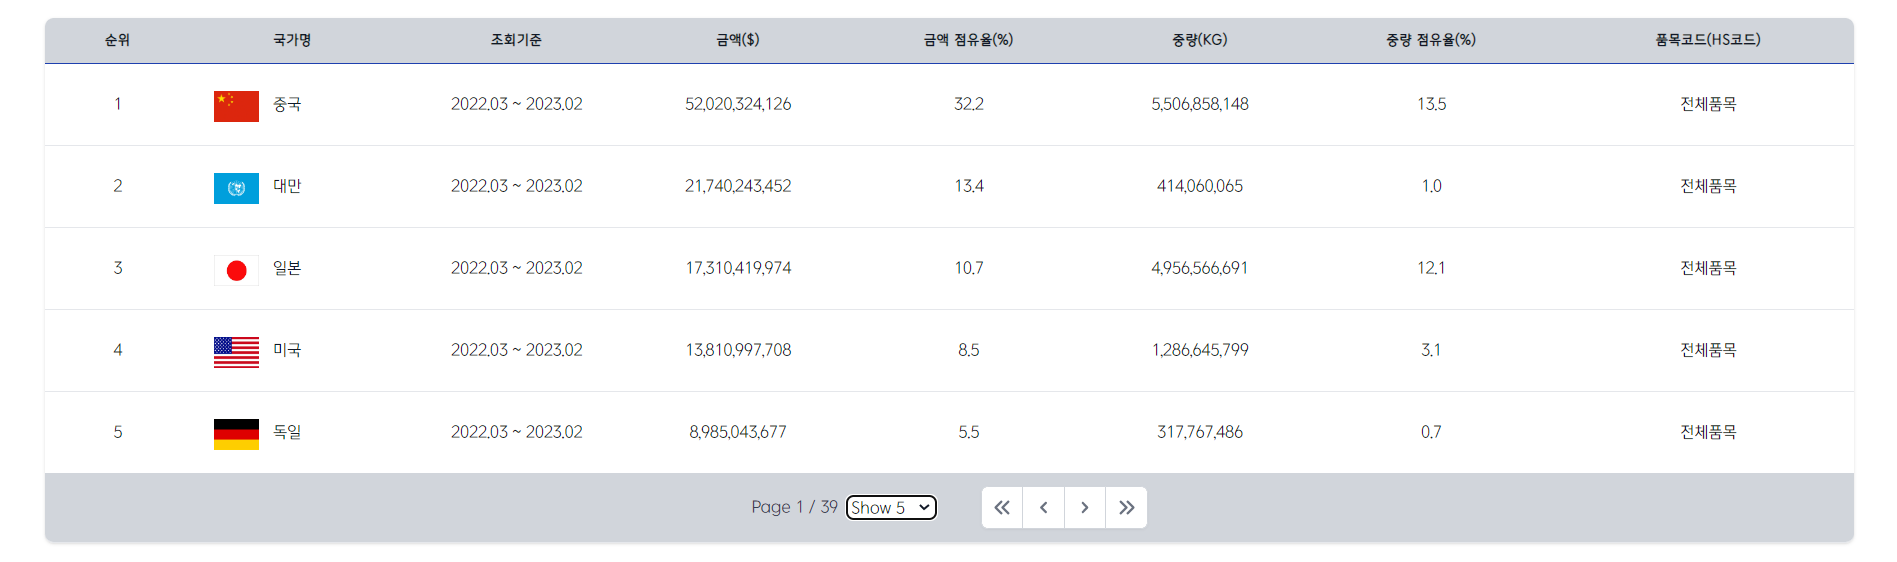 순위 국가명 조회기준 금액($) 금액 점유율(%) 중량(KG) 중량 점유율(%) 품목코드(HS코드)
1 중국 2022.03 ~ 2023.02 52,020,324,126 32.2 5,506,858,148 13.5 전체품목
2 대만 2022.03 ~ 2023.02 21,740,243,452 13.4 414,060,065 1.0 전체품목
3 일본 2022.03 ~ 2023.02 17,310,419,974 10.7 4,956,566,691 12.1 전체품목
4 미국 2022.03 ~ 2023.02 13,810,997,708 8.5 1,286,645,799 3.1 전체품목
5 독일 2022.03 ~ 2023.02 8,985,043,677 5.5 317,767,486 0.7 전체품목
Page 1 / 39 Show 5